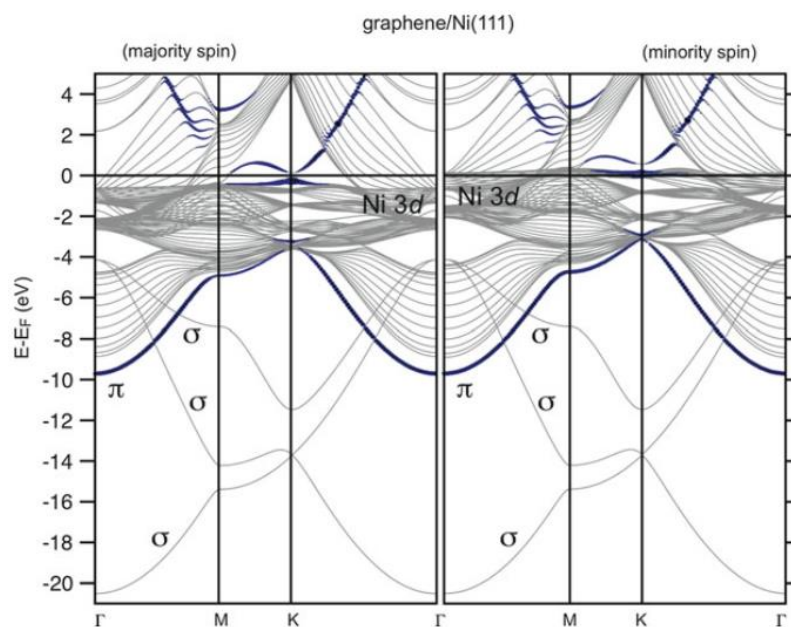 graphene/Ni(111)
(majority spin)
(minority spin)
E-E_F (eV)
4
2
0
-2
-4
-6
-8
-10
-12
-14
-16
-18
-20
Ni 3d
σ
π
σ
σ
Ni 3d
σ
π
σ
σ
Γ M K Γ M K Γ